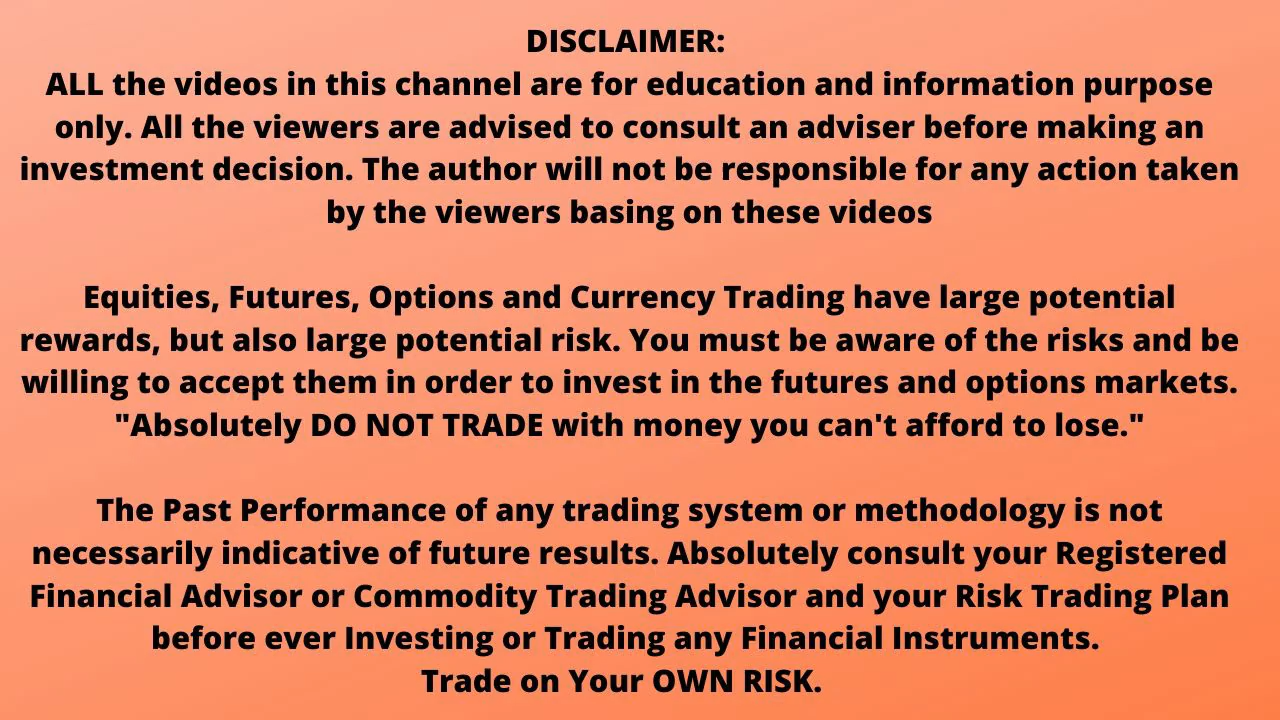 DISCLAIMER:
ALL the videos in this channel are for education and information purpose
only. All the viewers are advised to consult an adviser before making an
investment decision. The author will not be responsible for any action taken
by the viewers basing on these videos
Equities, Futures, Options and Currency Trading have large potential
rewards, but also large potential risk. You must be aware of the risks and be
willing to accept them in order to invest in the futures and options markets.
"Absolutely DO NOT TRADE with money you can't afford to lose."
The Past Performance of any trading system or methodology is not
necessarily indicative of future results. Absolutely consult your Registered
Financial Advisor or Commodity Trading Advisor and your Risk Trading Plan
before ever Investing or Trading any Financial Instruments.
Trade on Your OWN RISK.